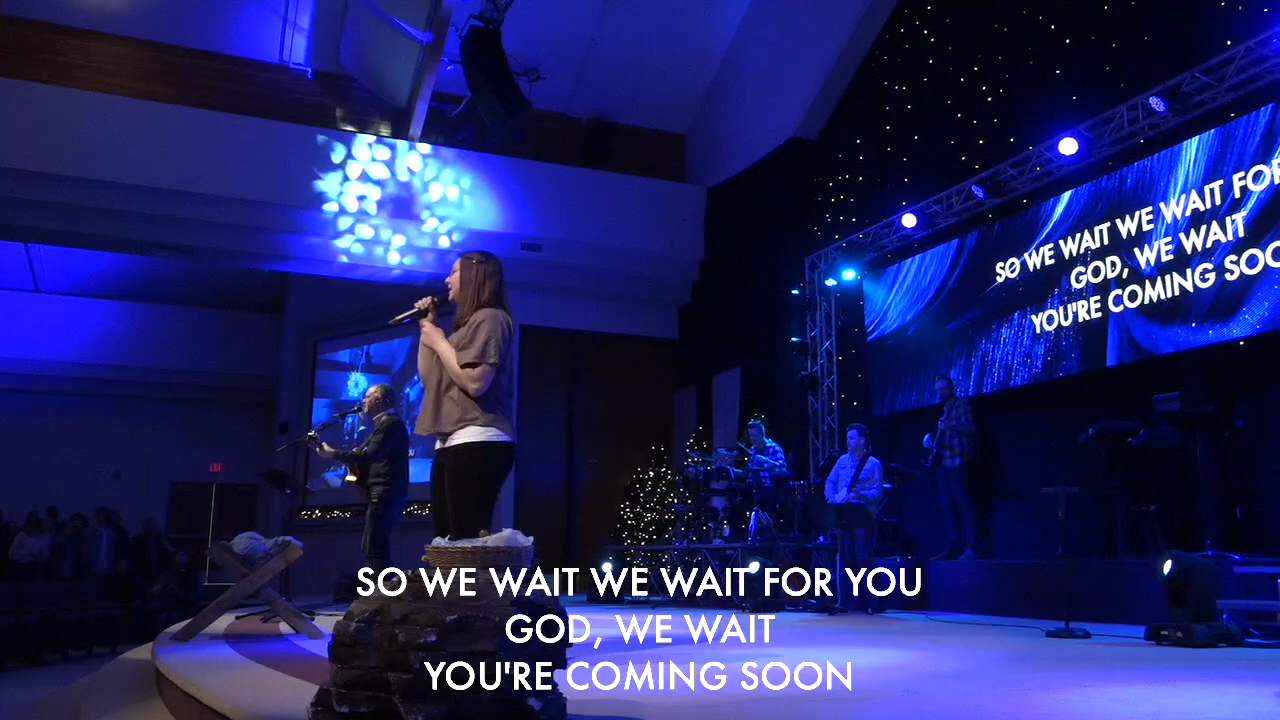 SO WE WAIT WE WAIT FOR
GOD, WE WAIT
YOU'RE COMING SOO
SO WE WAIT WE WAIT FOR YOU
GOD, WE WAIT
YOU'RE COMING SOON